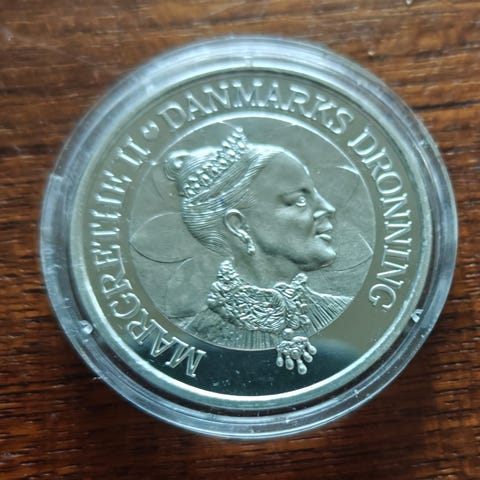 MARGRETHE II ♥ DANMARKS DRONNING